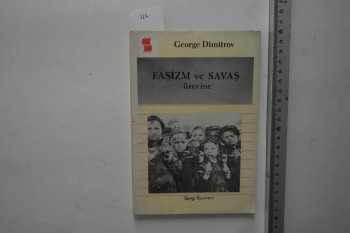 George Dimitrov
FAŞİZM ve SAVAŞ
üzerine